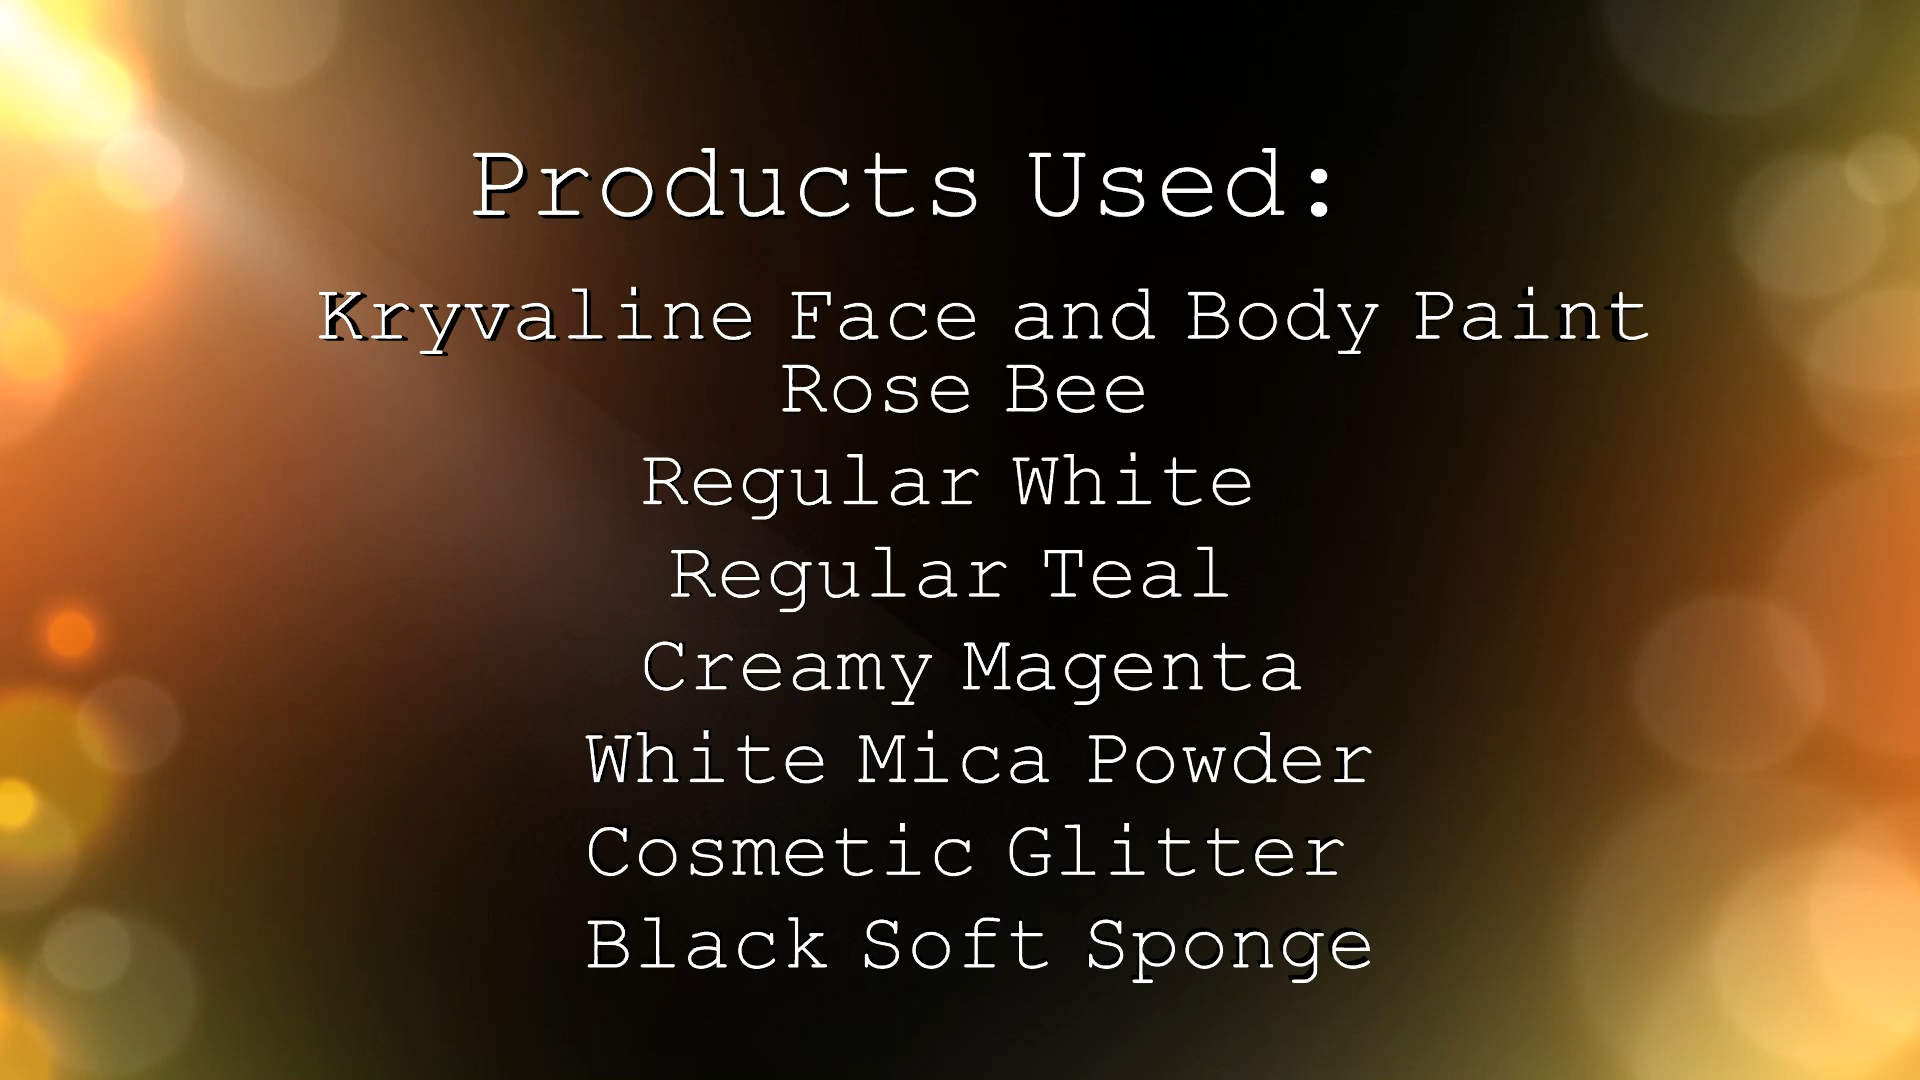 Products Used:
Kryvaline Face and Body Paint
Rose Bee
Regular White
Regular Teal
Creamy Magenta
White Mica Powder
Cosmetic Glitter
Black Soft Sponge